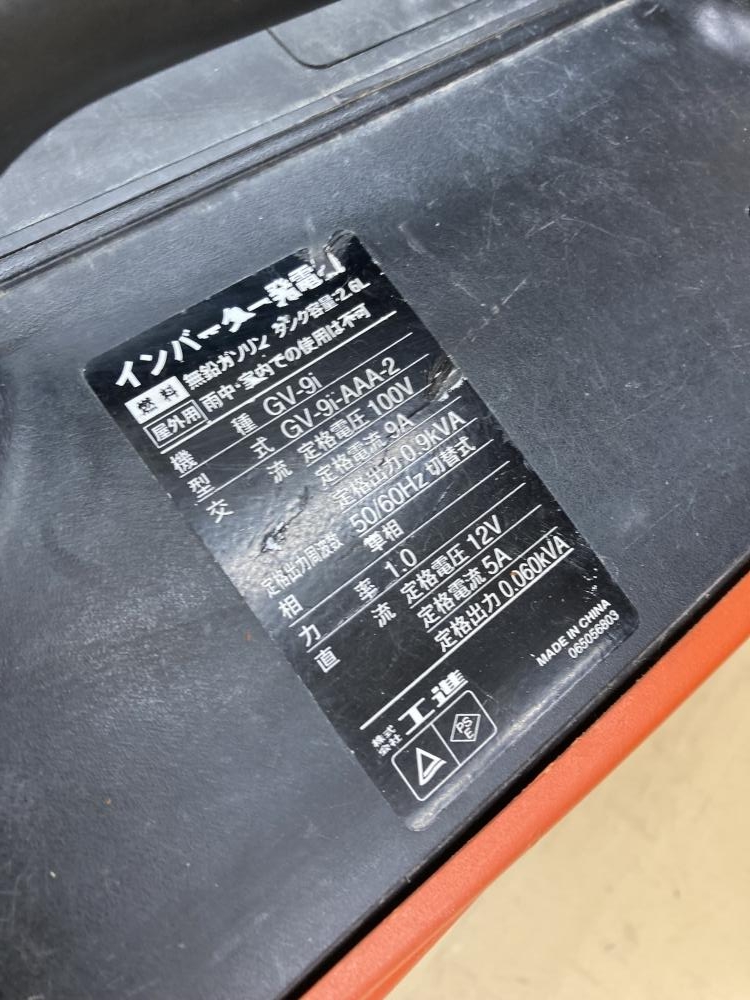 インバーター発電
燃料 無鉛ガソリン タンク容量:2.6L
屋外用 雨中・室内での使用は不可
機種 GV-9i
型式 GV-9i-AAA-2
交流 定格電圧 100V
定格電流 9A
定格出力 0.9kVA
定格出力周波数 50/60Hz 切替式
相 単相
力率 1.0
直流 定格電圧 12V
定格電流 5A
定格出力 0.060kVA
MADE IN CHINA
065056803
株式会社 工進
PSE